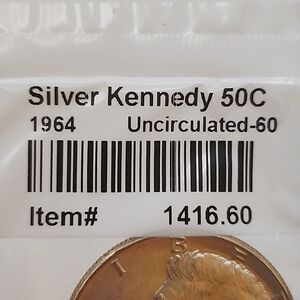 Silver Kennedy 50C
1964 Uncirculated-60
Item# 1416.60
I B E